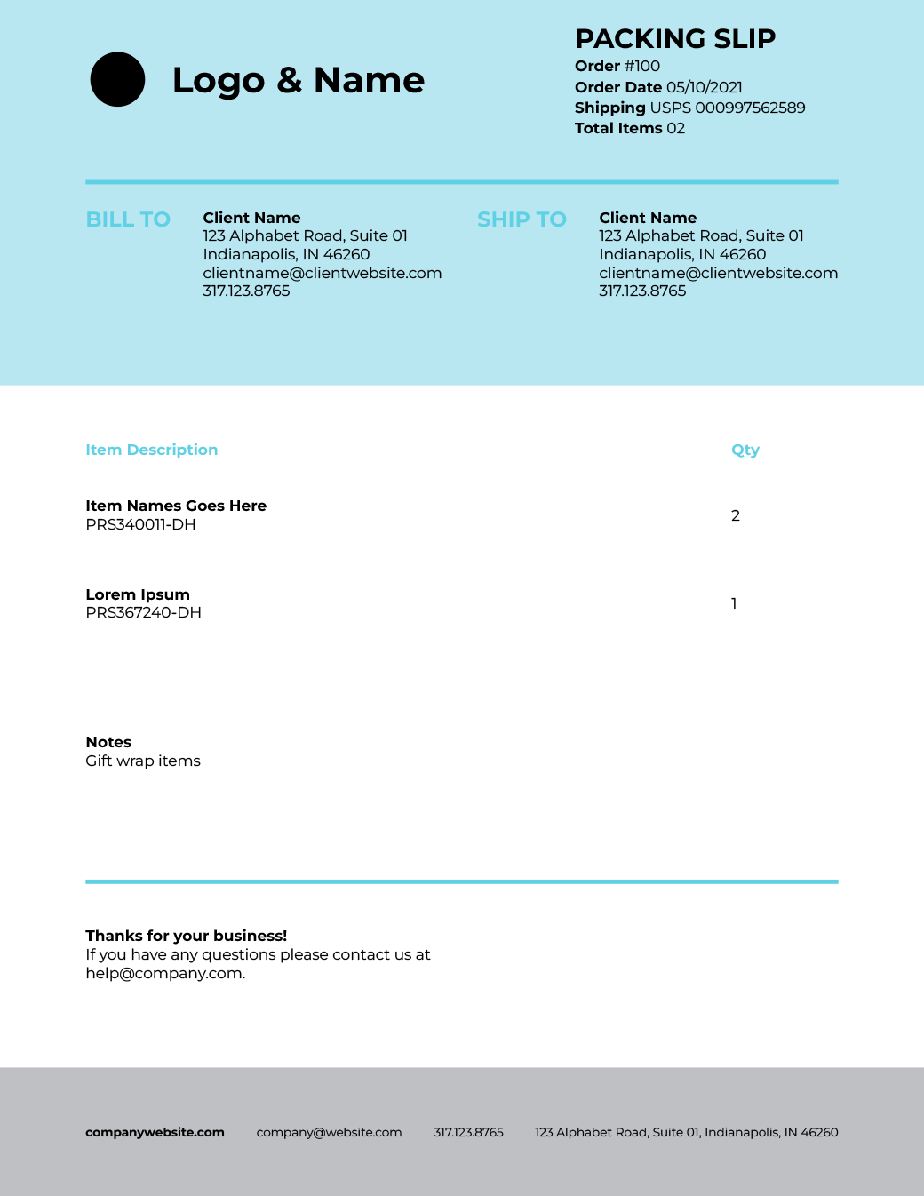 Logo & Name
PACKING SLIP
Order #100
Order Date 05/10/2021
Shipping USPS 000997562589
Total Items 02
BILL TO
Client Name
123 Alphabet Road, Suite 01
Indianapolis, IN 46260
clientname@clientwebsite.com
317.123.8765
SHIP TO
Client Name
123 Alphabet Road, Suite 01
Indianapolis, IN 46260
clientname@clientwebsite.com
317.123.8765
Item Description Qty
Item Names Goes Here
PRS340011-DH
2
Lorem Ipsum
PRS367240-DH
1
Notes
Gift wrap items
Thanks for your business!
If you have any questions please contact us at
help@company.com.
companywebsite.com company@website.com 317.123.8765 123 Alphabet Road, Suite 01, Indianapolis, IN 46260